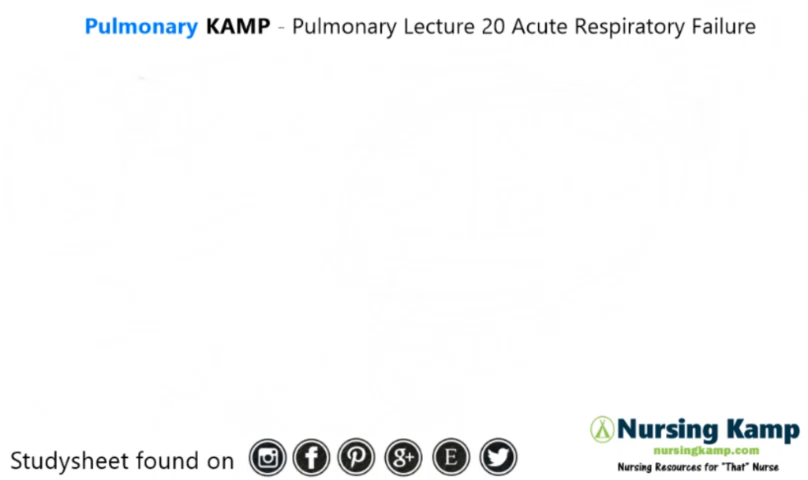 Pulmonary KAMP - Pulmonary Lecture 20 Acute Respiratory Failure
Nursing Kamp
nursingkamp.com
Nursing Resources for "That" Nurse
Studysheet found on